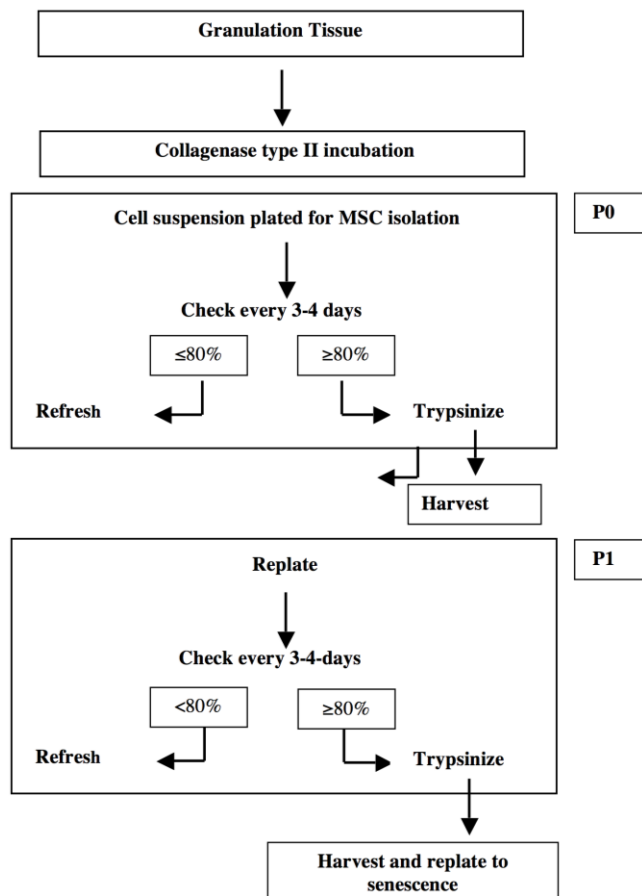 Granulation Tissue
Collagenase type II incubation
Cell suspension plated for MSC isolation
P0
Check every 3-4 days
≤80%
≥80%
Refresh
Trypsinize
Harvest
Replate
P1
Check every 3-4-days
<80%
≥80%
Refresh
Trypsinize
Harvest and replate to
senescence